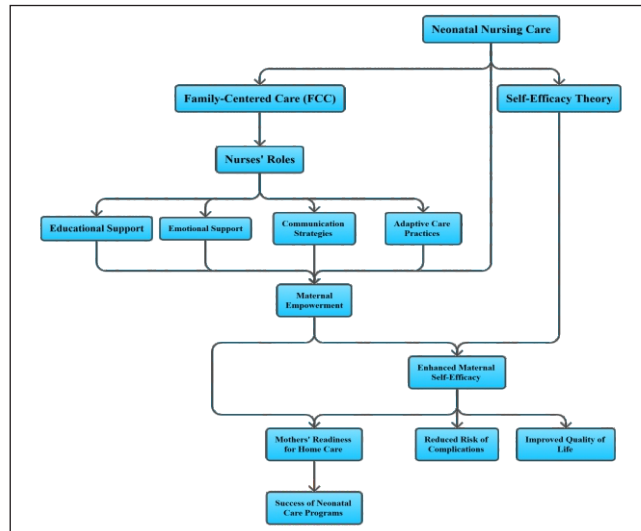 Neonatal Nursing Care
Family-Centered Care (FCC)
Self-Efficacy Theory
Nurses' Roles
Educational Support
Emotional Support
Communication
Strategies
Adaptive Care
Practices
Maternal
Empowerment
Enhanced Maternal
Self-Efficacy
Mothers' Readiness
for Home Care
Reduced Risk of
Complications
Improved Quality of
Life
Success of Neonatal
Care Programs